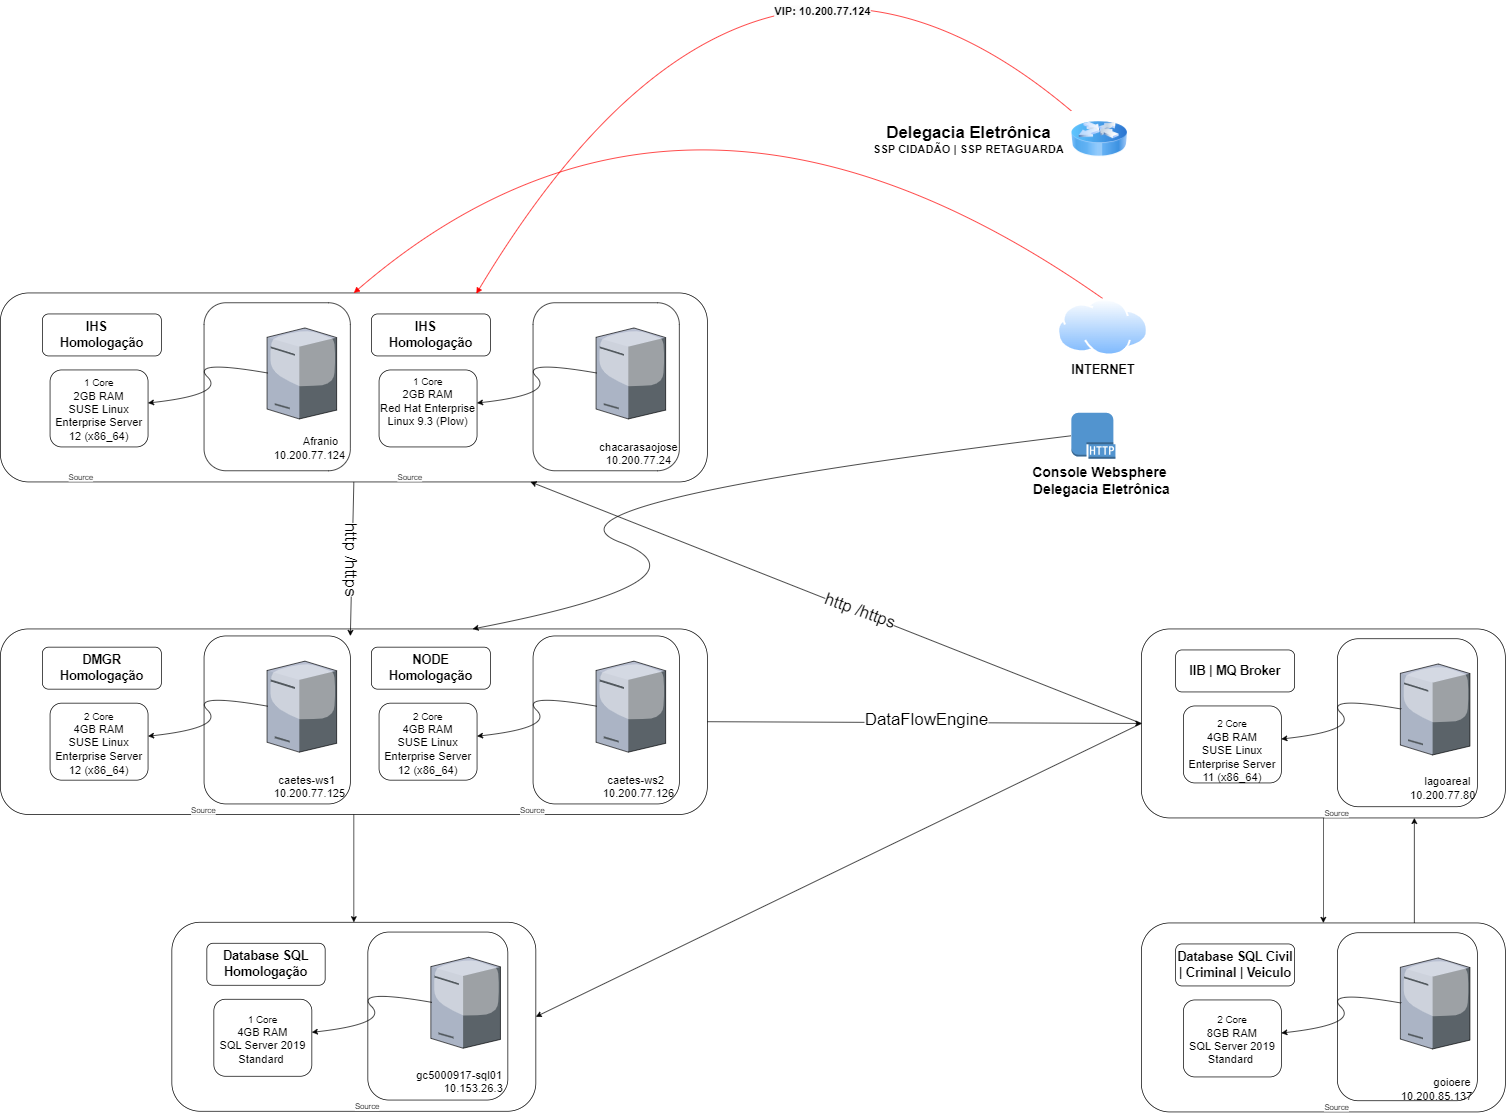 VIP: 10.200.77.124
Delegacia Eletrônica
SSP CIDADÃO | SSP RETAGUARDA
INTERNET
HTTP
Console Websphere
Delegacia Eletrônica
IHS
Homologação
1 Core
2GB RAM
SUSE Linux
Enterprise Server
12 (x86_64)
Afranio
10.200.77.124
Source
IHS
Homologação
1 Core
2GB RAM
Red Hat Enterprise
Linux 9.3 (Plow)
chacarasaojose
10.200.77.24
Source
http /https
http /https
DMGR
Homologação
2 Core
4GB RAM
SUSE Linux
Enterprise Server
12 (x86_64)
caetes-ws1
10.200.77.125
Source
NODE
Homologação
2 Core
4GB RAM
SUSE Linux
Enterprise Server
12 (x86_64)
caetes-ws2
10.200.77.126
Source
DataFlowEngine
IIB | MQ Broker
2 Core
4GB RAM
SUSE Linux
Enterprise Server
11 (x86_64)
lagoareal
10.200.77.80
Source
Database SQL
Homologação
1 Core
4GB RAM
SQL Server 2019
Standard
gc5000917-sql01
10.153.26.3
Source
Database SQL Civil
| Criminal | Veiculo
2 Core
8GB RAM
SQL Server 2019
Standard
goioere
10.200.85.137
Source